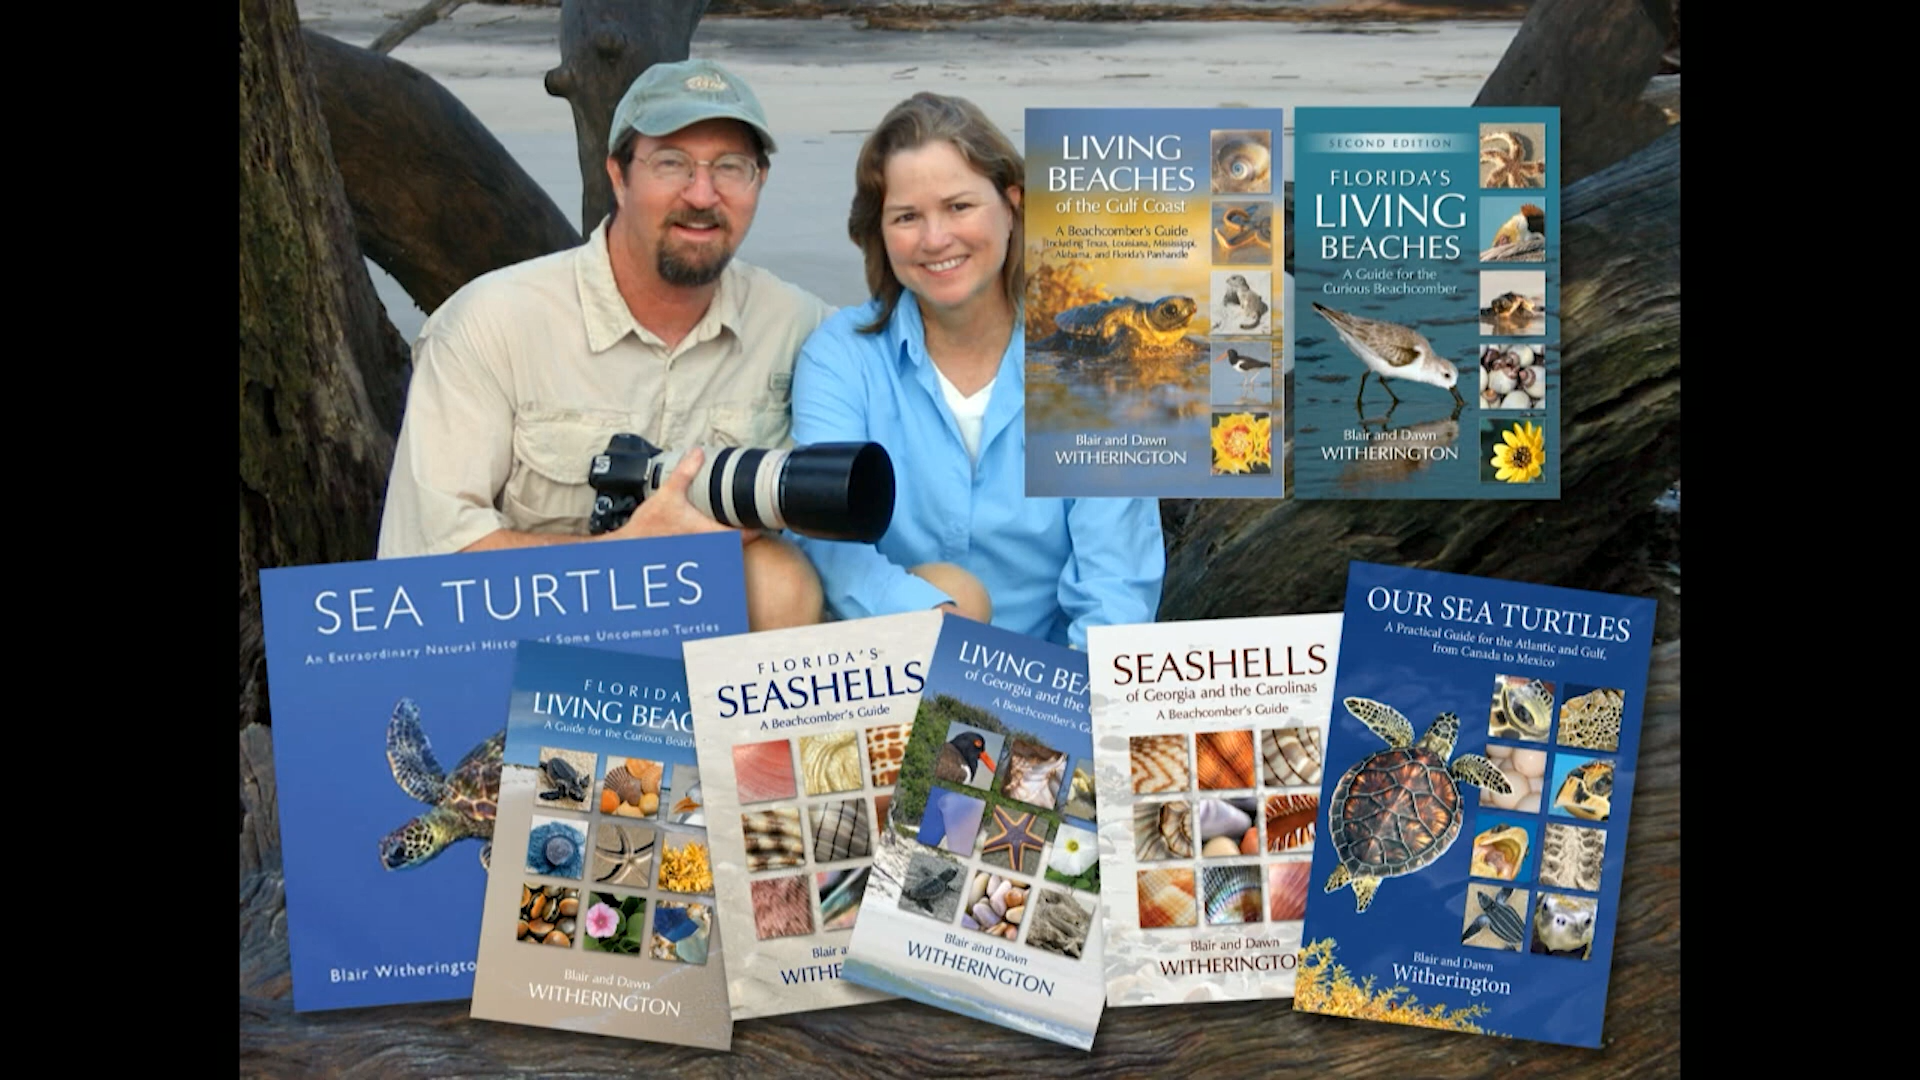 LIVING
BEACHES
of the Gulf Coast
A Beachcomber's Guide
Including Texas, Louisiana, Mississippi,
Alabama, and Florida's Panhandle
Blair and Dawn
WITHERINGTON
SECOND EDITION
FLORIDA'S
LIVING
BEACHES
A Guide for the
Curious Beachcomber
Blair and Dawn
WITHERINGTON
SEA TURTLES
An Extraordinary Natural Histo of Some Uncommon Turtles
Blair Witheringto
FLORIDA
LIVING BEAC
A Guide for the Curious Beach
Blair and Dawn
WITHERINGTON
FLORIDA'S
SEASHELLS
A Beachcomber's Guide
Blair a
WITHE
LIVING BEA
of Georgia and the
A Beachcomber's Gu
Blair and Dawn
WITHERINGTON
SEASHELLS
of Georgia and the Carolinas
A Beachcomber's Guide
Blair and Dawn
WITHERINGTO
OUR SEA TURTLES
A Practical Guide for the Atlantic and Gulf,
from Canada to Mexico
Blair and Dawn
Witherington